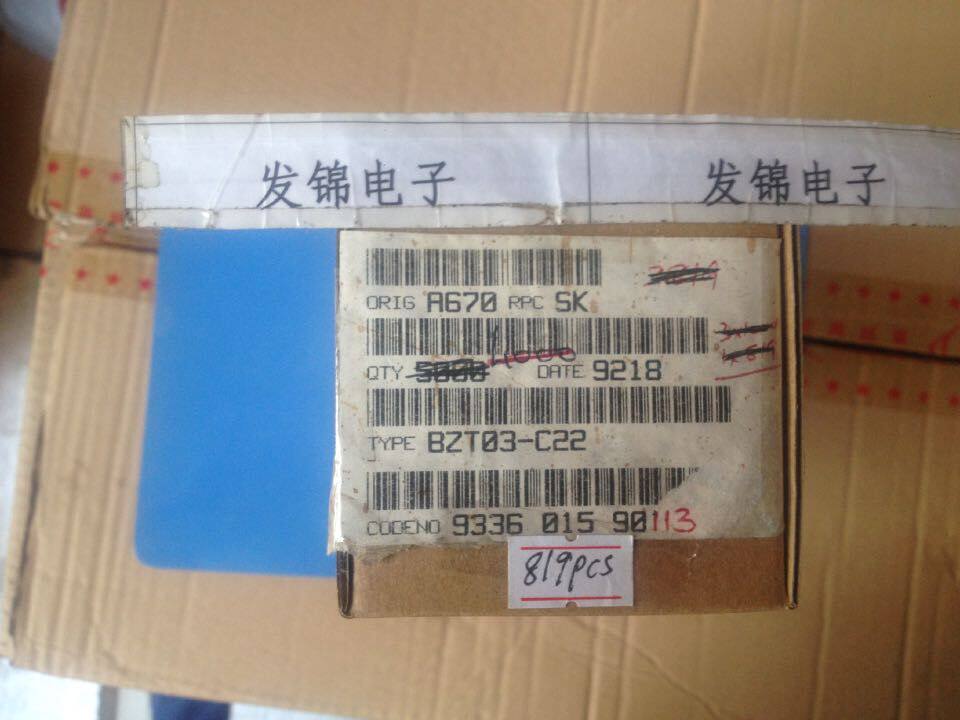 发锦电子 发锦电子
ORIG A670 RPC SK
QTY 5000 4000 DATE 9218
TYPE BZT03-C22
CODENO 9336 015 90113
819pcs